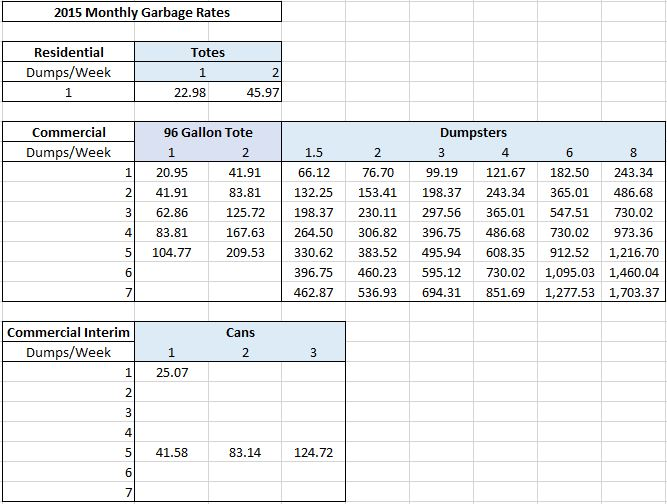 2015 Monthly Garbage Rates
Residential Totes
Dumps/Week 1 2
1 22.98 45.97
Commercial 96 Gallon Tote Dumpsters
Dumps/Week 1 2 1.5 2 3 4 6 8
1 20.95 41.91 66.12 76.70 99.19 121.67 182.50 243.34
2 41.91 83.81 132.25 153.41 198.37 243.34 365.01 486.68
3 62.86 125.72 198.37 230.11 297.56 365.01 547.51 730.02
4 83.81 167.63 264.50 306.82 396.75 486.68 730.02 973.36
5 104.77 209.53 330.62 383.52 495.94 608.35 912.52 1,216.70
6 396.75 460.23 595.12 730.02 1,095.03 1,460.04
7 462.87 536.93 694.31 851.69 1,277.53 1,703.37
Commercial Interim Cans
Dumps/Week 1 2 3
1 25.07
2
3
4
5 41.58 83.14 124.72
6
7